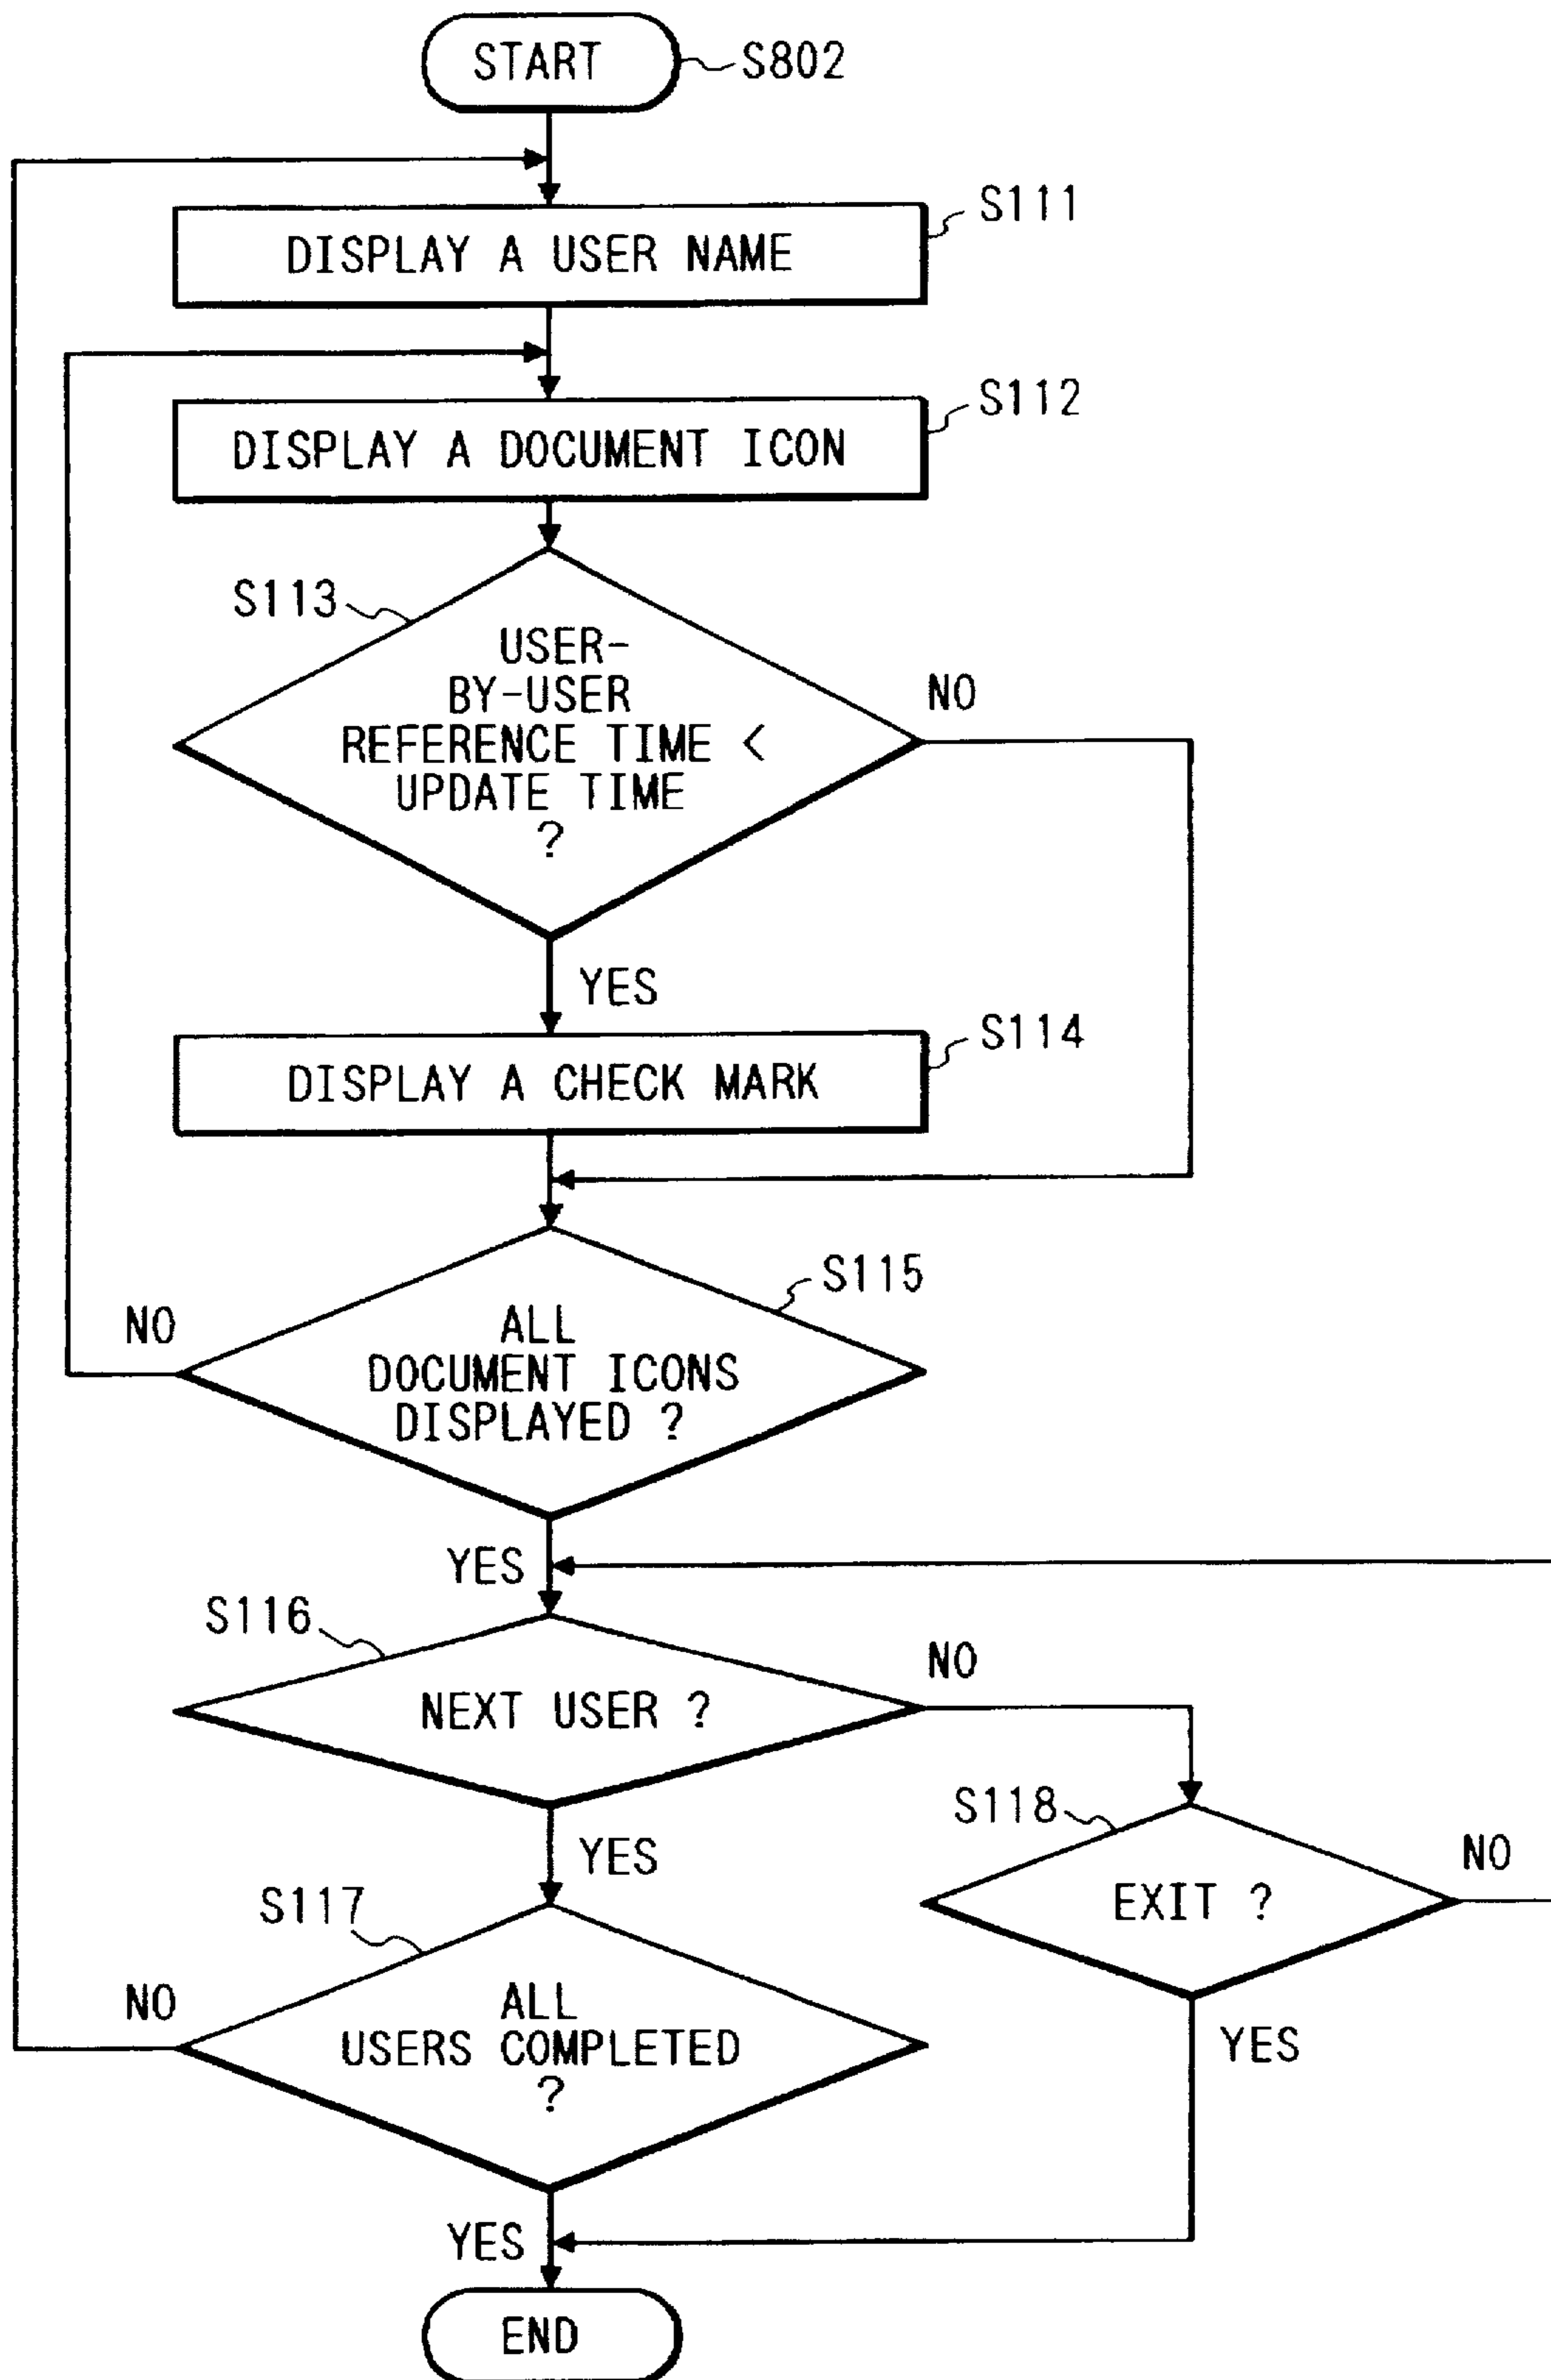 START
S802
S111
DISPLAY A USER NAME
S112
DISPLAY A DOCUMENT ICON
S113
USER-
BY-USER
REFERENCE TIME <
UPDATE TIME
?
NO
YES
S114
DISPLAY A CHECK MARK
S115
NO
ALL
DOCUMENT ICONS
DISPLAYED ?
YES
S116
NO
NEXT USER ?
YES
S118
NO
EXIT ?
YES
S117
NO
ALL
USERS COMPLETED
?
YES
END